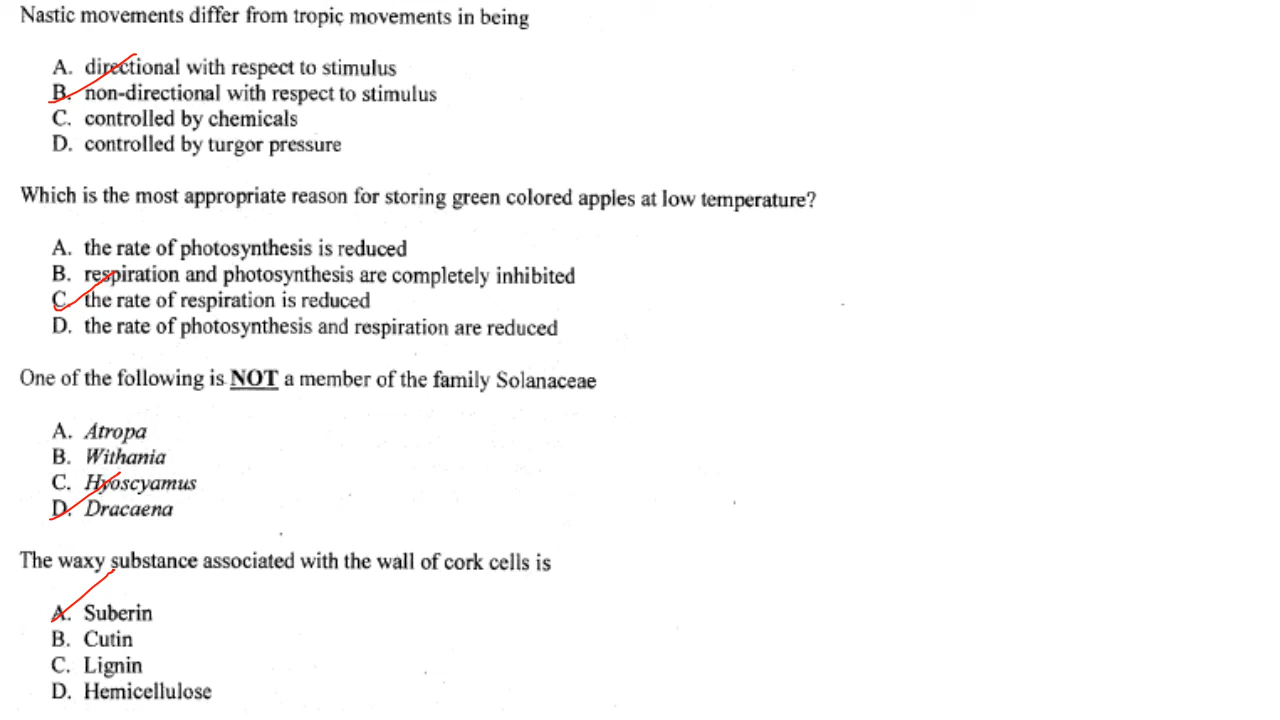 Nastic movements differ from tropic movements in being
A. directional with respect to stimulus
B. non-directional with respect to stimulus
C. controlled by chemicals
D. controlled by turgor pressure
Which is the most appropriate reason for storing green colored apples at low temperature?
A. the rate of photosynthesis is reduced
B. respiration and photosynthesis are completely inhibited
C. the rate of respiration is reduced
D. the rate of photosynthesis and respiration are reduced
One of the following is NOT a member of the family Solanaceae
A. Atropa
B. Withania
C. Hyoscyamus
D. Dracaena
The waxy substance associated with the wall of cork cells is
A. Suberin
B. Cutin
C. Lignin
D. Hemicellulose